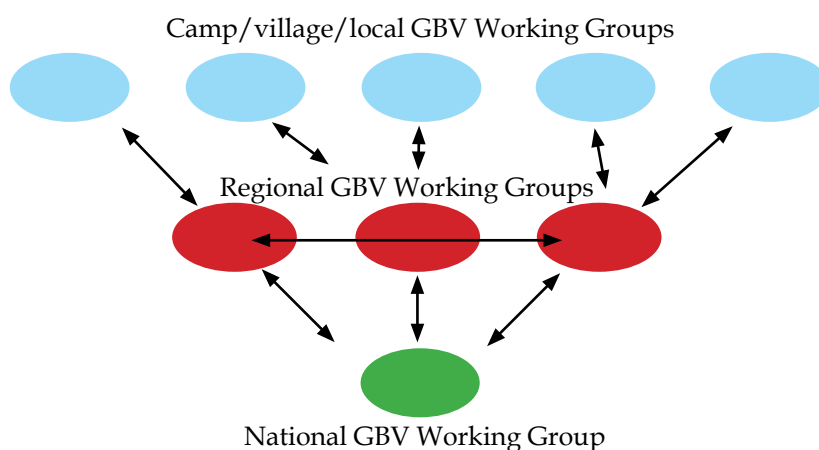 Camp/village/local GBV Working Groups
Regional GBV Working Groups
National GBV Working Group